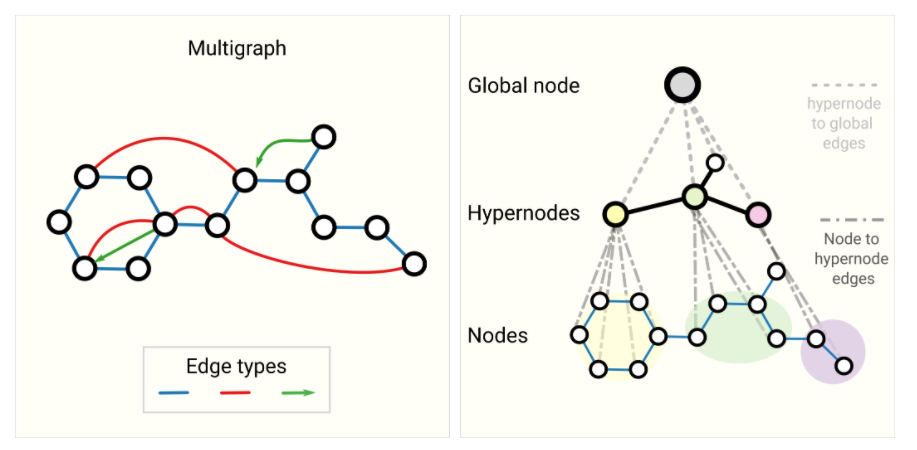 Multigraph
Edge types
Global node
hypernode
to global
edges
Hypernodes
Node to
hypernode
edges
Nodes